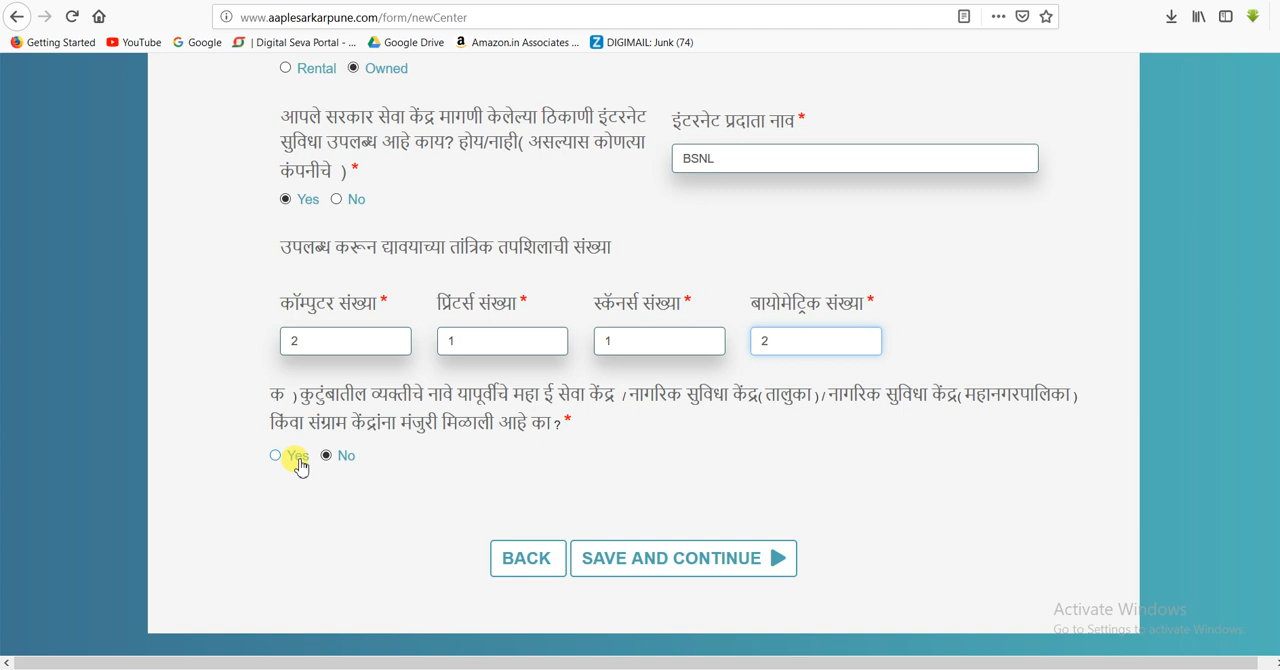 www.aaplesarkarpune.com/form/newCenter
Getting Started YouTube Google | Digital Seva Portal - ... Google Drive Amazon.in Associates ... DIGIMAIL: Junk (74)
Rental Owned
आपले सरकार सेवा केंद्र मागणी केलेल्या ठिकाणी इंटरनेट
सुविधा उपलब्ध आहे काय? होय/नाही( असल्यास कोणत्या
कंपनीचे )*
इंटरनेट प्रदाता नाव*
BSNL
Yes No
उपलब्ध करून द्यावयाच्या तांत्रिक तपशिलाची संख्या
कॉम्पुटर संख्या* प्रिंटर्स संख्या* स्कॅनर्स संख्या* बायोमेट्रिक संख्या*
2 1 1 2
क ) कुटुंबातील व्यक्तीचे नावे यापूर्वीचे महा ई सेवा केंद्र / नागरिक सुविधा केंद्र(तालुका)/ नागरिक सुविधा केंद्र(महानगरपालिका)
किंवा संग्राम केंद्रांना मंजुरी मिळाली आहे का?*
Yes No
BACK SAVE AND CONTINUE
Activate Windows
Go to Settings to activate Windows.